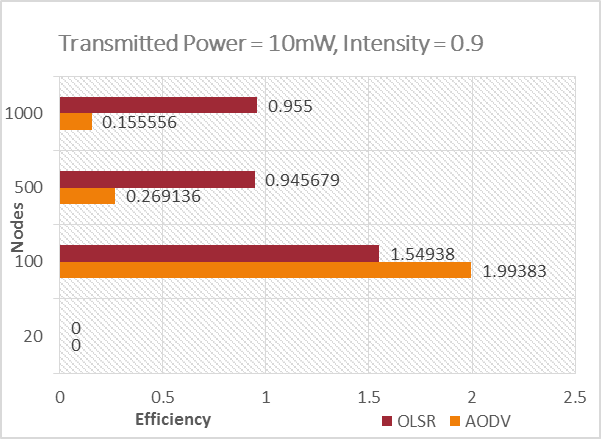 Transmitted Power = 10mW, Intensity = 0.9
1000
0.955
0.155556
500
0.945679
0.269136
Nodes
100
1.54938
1.99383
20
0
0
0 0.5 1 1.5 2 2.5
Efficiency
OLSR AODV